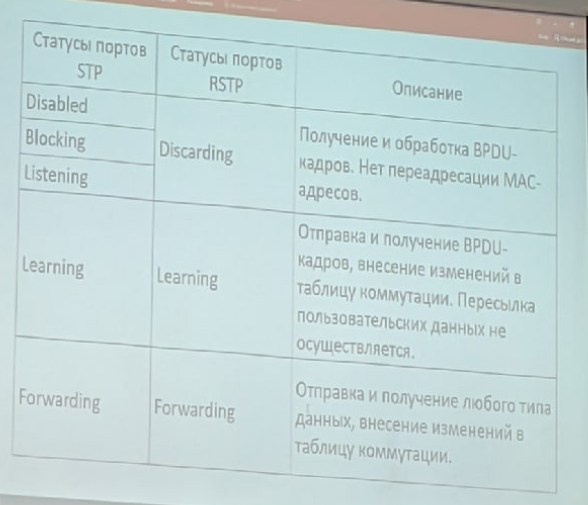 Статусы портов
STP
Статусы портов
RSTP
Описание
Disabled
Blocking
Listening
Discarding
Получение и обработка BPDU-
кадров. Нет переадресации MAC-
адресов.
Learning
Learning
Отправка и получение BPDU-
кадров, внесение изменений в
таблицу коммутации. Пересылка
пользовательских данных не
осуществляется.
Forwarding
Forwarding
Отправка и получение любого типа
данных, внесение изменений в
таблицу коммутации.